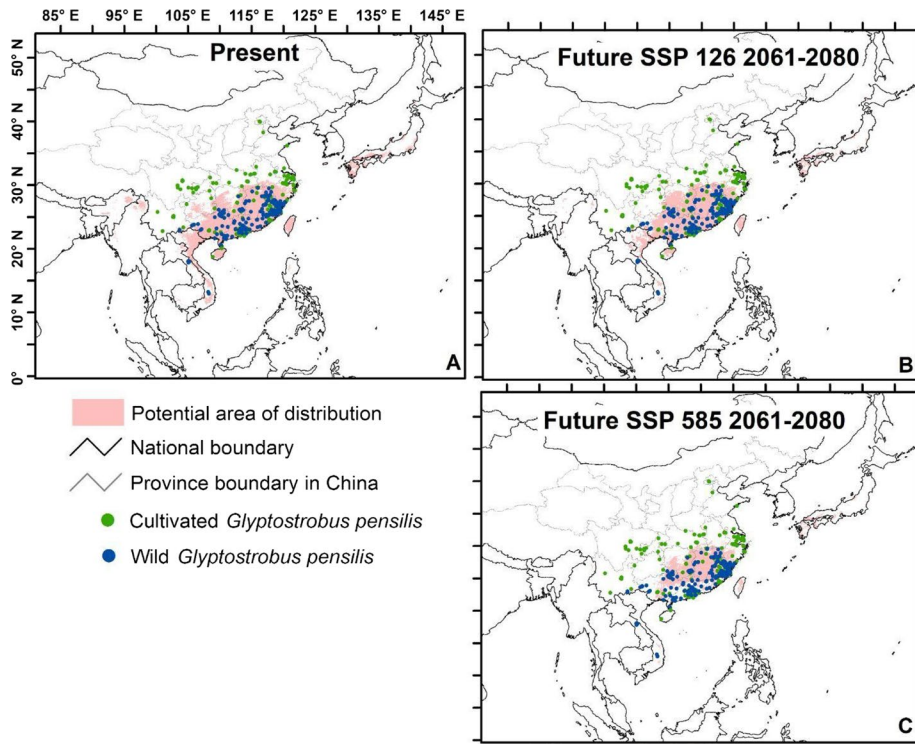 85° E 95° E 105° E 115° E 125° E 135° E 145° E
50° N
40° N
30° N
20° N
10° N
0°
Present
A
Future SSP 126 2061-2080
B
Potential area of distribution
National boundary
Province boundary in China
Cultivated Glyptostrobus pensilis
Wild Glyptostrobus pensilis
Future SSP 585 2061-2080
C